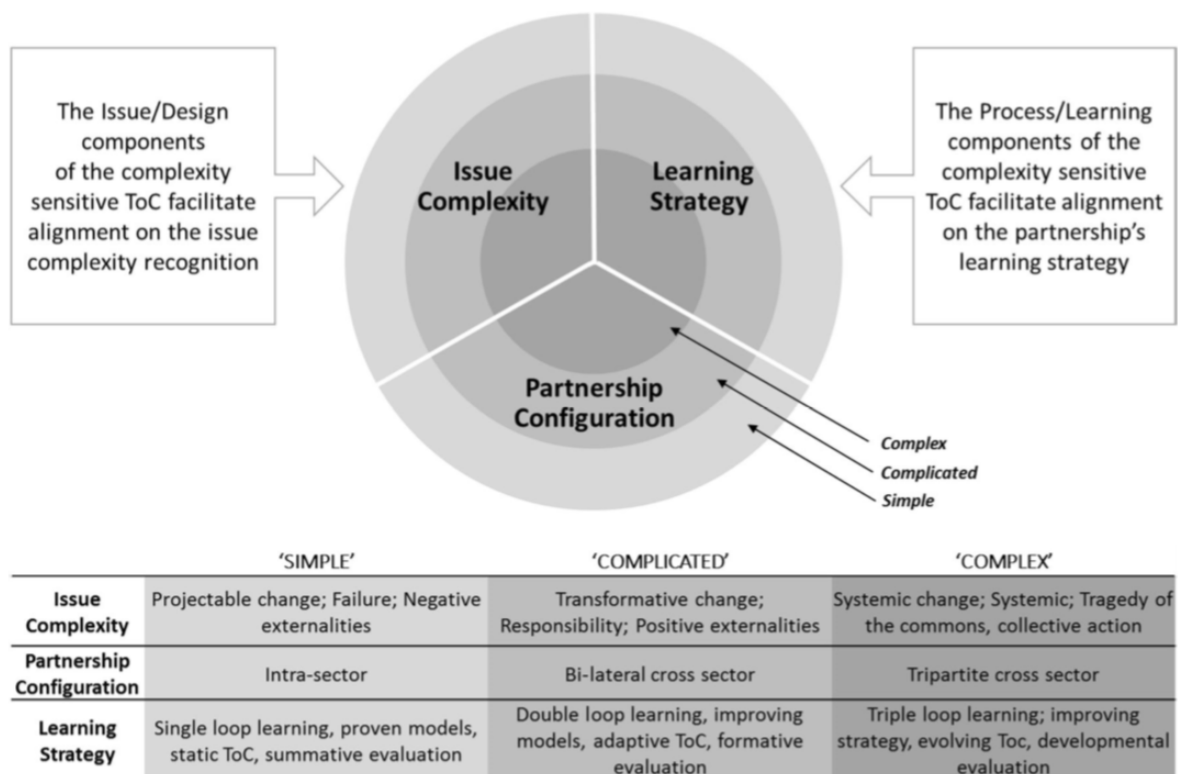 The Issue/Design
components
of the complexity
sensitive ToC facilitate
alignment on the issue
complexity recognition
Issue
Complexity
Learning
Strategy
Partnership
Configuration
The Process/Learning
components of the
complexity sensitive
ToC facilitate alignment
on the partnership's
learning strategy
Complex
Complicated
Simple
'SIMPLE'
'COMPLICATED'
'COMPLEX'
Issue
Complexity
Projectable change; Failure; Negative
externalities
Transformative change;
Responsibility; Positive externalities
Systemic change; Systemic; Tragedy of
the commons, collective action
Partnership
Configuration
Intra-sector
Bi-lateral cross sector
Tripartite cross sector
Learning
Strategy
Single loop learning, proven models,
static ToC, summative evaluation
Double loop learning, improving
models, adaptive ToC, formative
evaluation
Triple loop learning; improving
strategy, evolving Toc, developmental
evaluation